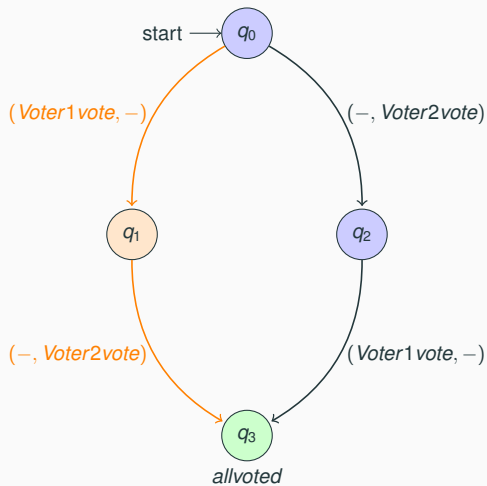 start q0
(Voter1vote, −) (−, Voter2vote)
q1 q2
(−, Voter2vote) (Voter1vote, −)
q3
allvoted